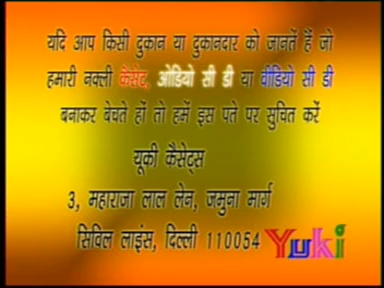 यदि आप किसी दुकान या दुकानदार को जानतें हैं जो
हमारी नक्ली कैसेट, ओडियो सी डी या वीडियो सी डी
बनाकर बेचते हों तो हमें इस पते पर सुचित करें
यूकी कैसेट्स
3, महाराजा लाल लेन, जमुना मार्ग
सिविल लाइंस, दिल्ली 110054
Yuki